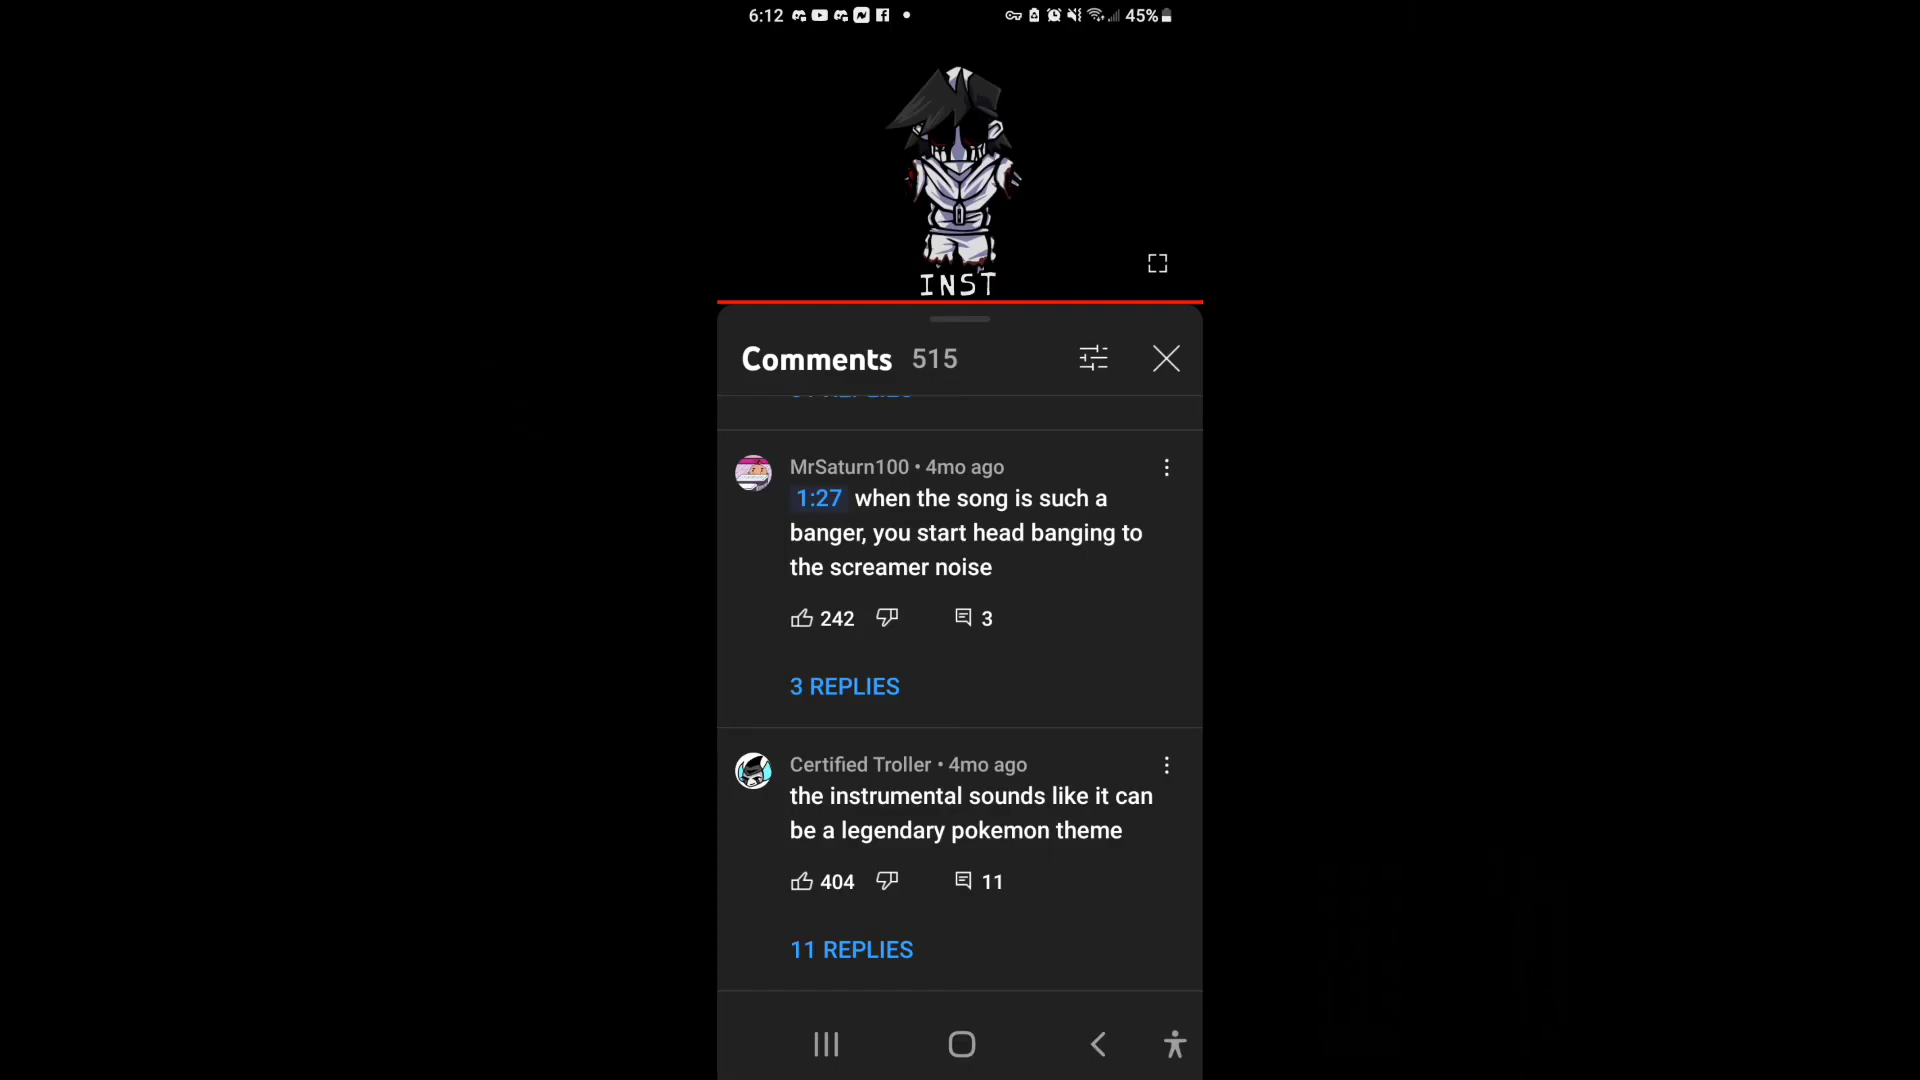 6:12
45%
INST
Comments 515
MrSaturn100 • 4mo ago
1:27 when the song is such a
banger, you start head banging to
the screamer noise
242
3
3 REPLIES
Certified Troller • 4mo ago
the instrumental sounds like it can
be a legendary pokemon theme
404
11
11 REPLIES